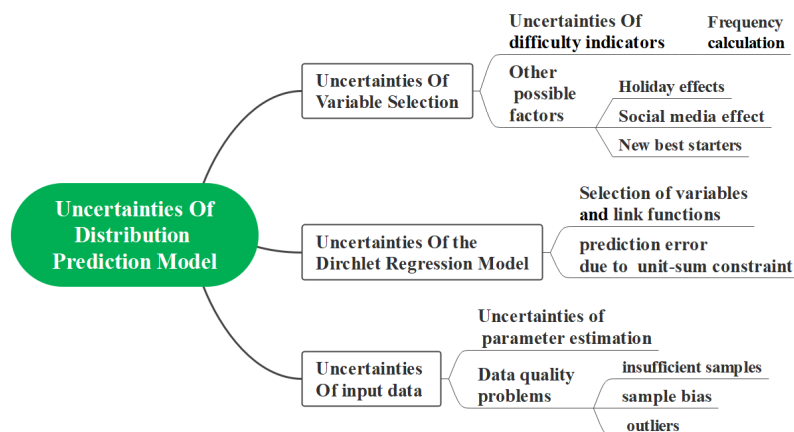 Uncertainties Of
Distribution
Prediction Model
Uncertainties Of
Variable Selection
Uncertainties Of
difficulty indicators
Frequency
calculation
Other
possible
factors
Holiday effects
Social media effect
New best starters
Uncertainties Of the
Dirchlet Regression Model
Selection of variables
and link functions
prediction error
due to unit-sum constraint
Uncertainties
Of input data
Uncertainties of
parameter estimation
Data quality
problems
insufficient samples
sample bias
outliers